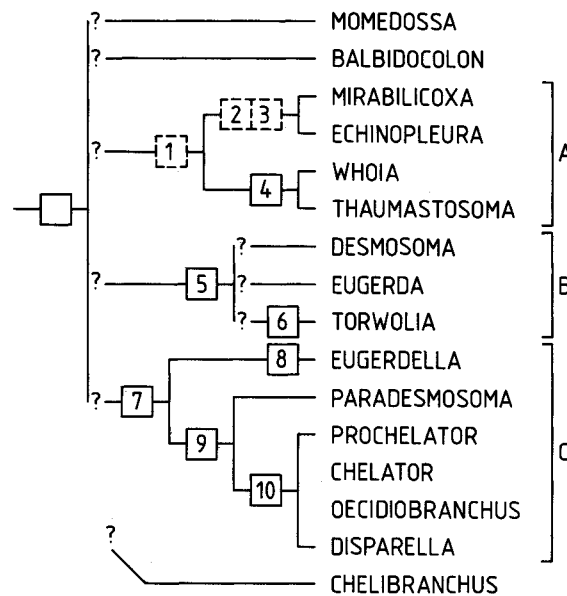 ? MOMEDOSSA
? BALBIDOCOLON
MIRABILICOXA
2 3
ECHINOPLEURA
? 1
A
WHOIA
4
THAUMASTOSOMA
? DESMOSOMA
? 5 ? EUGERDA
B
? 6 TORWOLIA
8 EUGERDELLA
? 7
PARADESMOSOMA
9
PROCHELATOR
C
CHELATOR
10
OECIDIOBRANCHUS
DISPARELLA
?
CHELIBRANCHUS